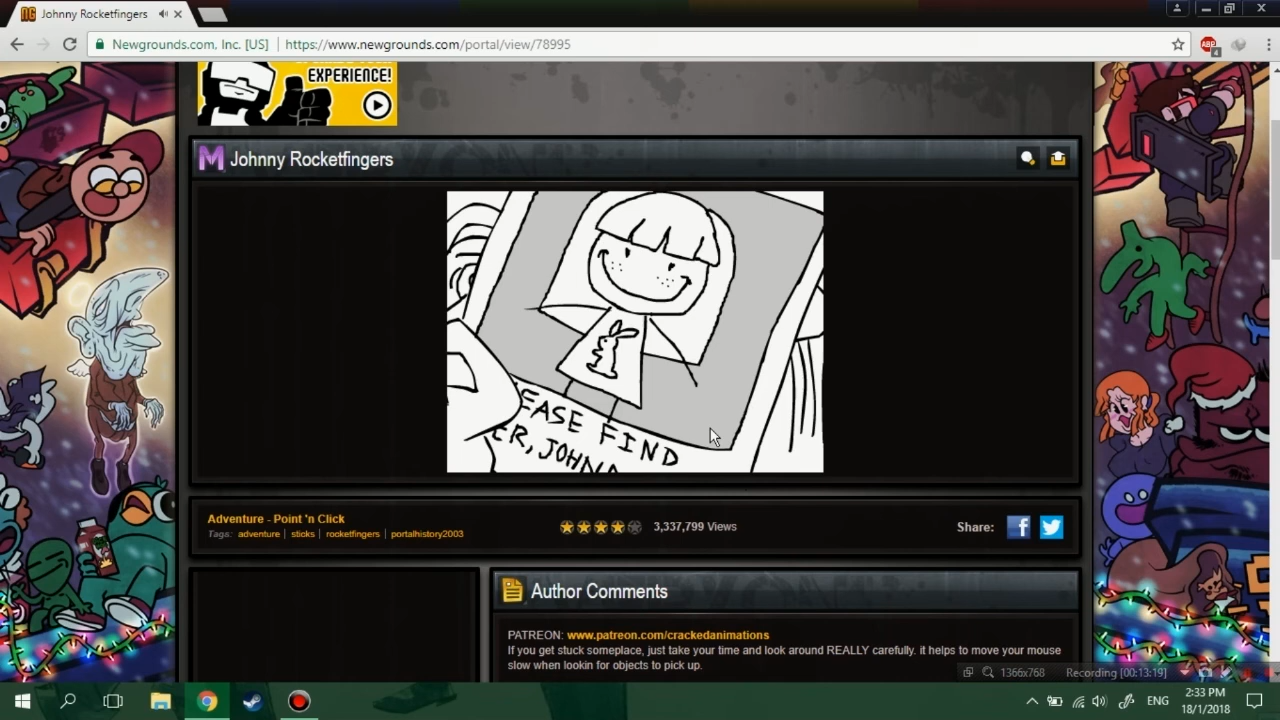 Johnny Rocketfingers
Newgrounds.com, Inc. [US] https://www.newgrounds.com/portal/view/78995
ABP
4
EXPERIENCE!
M Johnny Rocketfingers
EASE FIND
ER, JOHN
Adventure - Point 'n Click
Tags: adventure | sticks | rocketfingers | portalhistory2003
3,337,799 Views
Share:
Author Comments
PATREON: www.patreon.com/crackedanimations
If you get stuck someplace, just take your time and look around REALLY carefully. it helps to move your mouse
slow when lookin for objects to pick up.
1366x768 Recording [00:13:19]
ENG
2:33 PM
18/1/2018